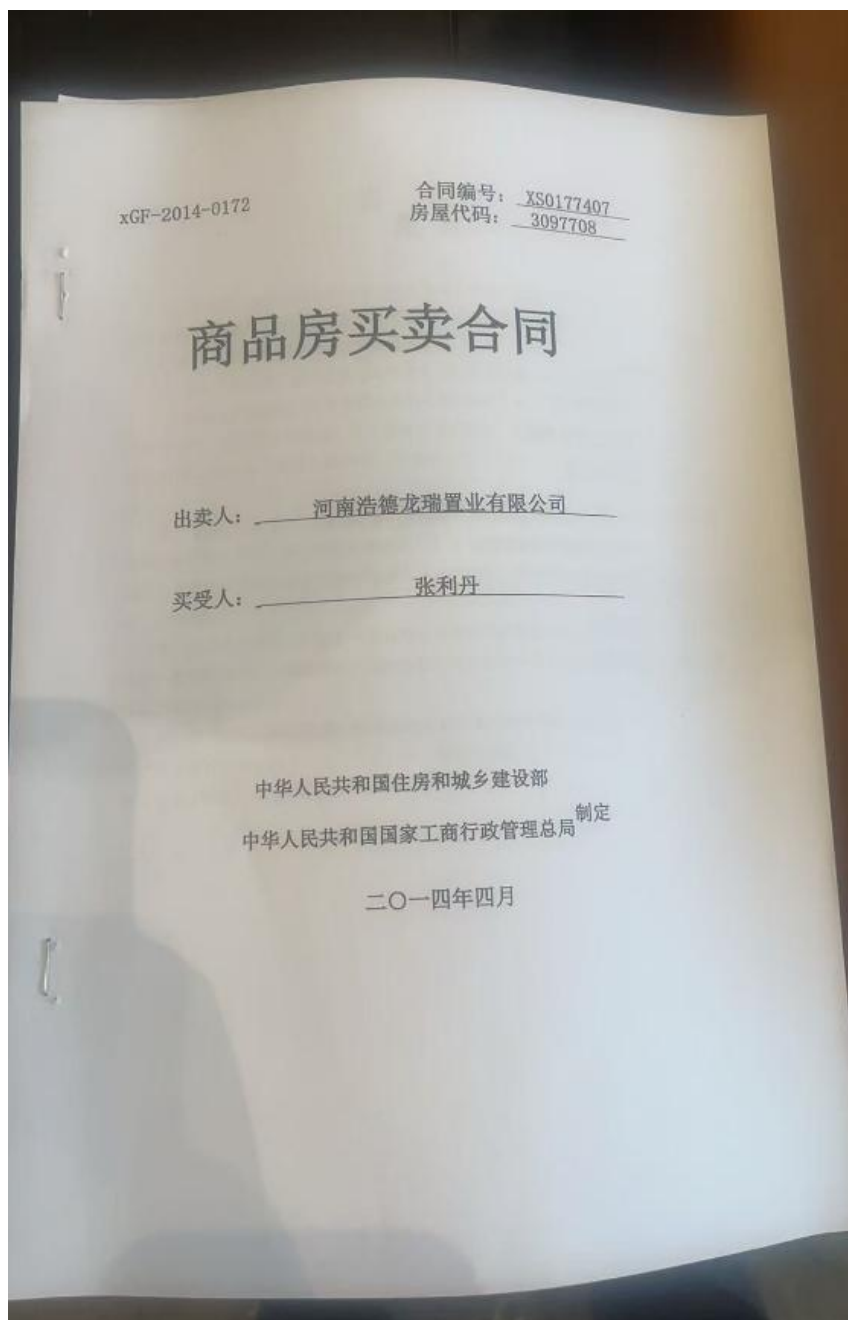 xGF-2014-0172
合同编号: XS0177407
房屋代码: 3097708
商品房买卖合同
出卖人: 河南浩德龙瑞置业有限公司
买受人: 张利丹
中华人民共和国住房和城乡建设部
中华人民共和国国家工商行政管理总局 制定
二〇一四年四月